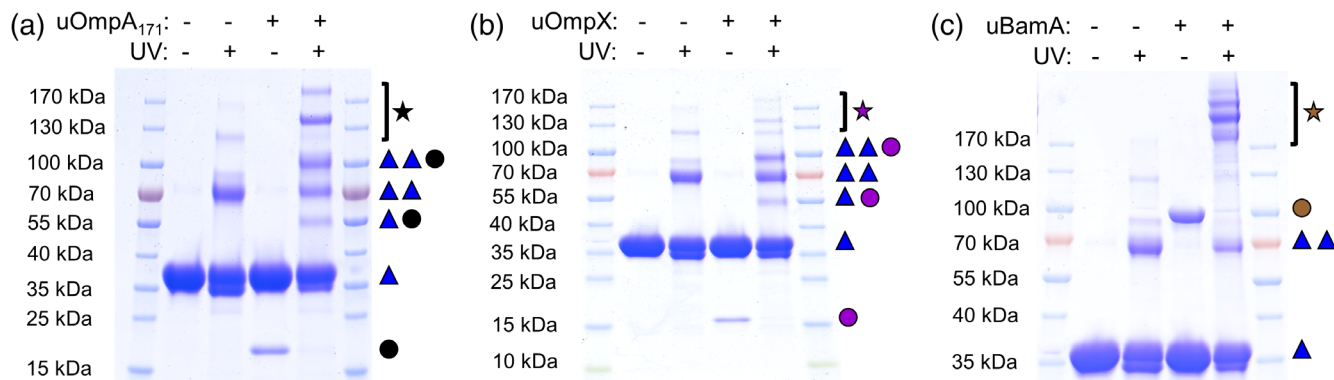 (a) uOmpA171: - - + +
UV: - + - +
170 kDa
130 kDa
100 kDa
70 kDa
55 kDa
40 kDa
35 kDa
25 kDa
15 kDa
(b) uOmpX: - - + +
UV: - + - +
170 kDa
130 kDa
100 kDa
70 kDa
55 kDa
40 kDa
35 kDa
25 kDa
15 kDa
10 kDa
(c) uBamA: - - + +
UV: - + - +
170 kDa
130 kDa
100 kDa
70 kDa
55 kDa
40 kDa
35 kDa